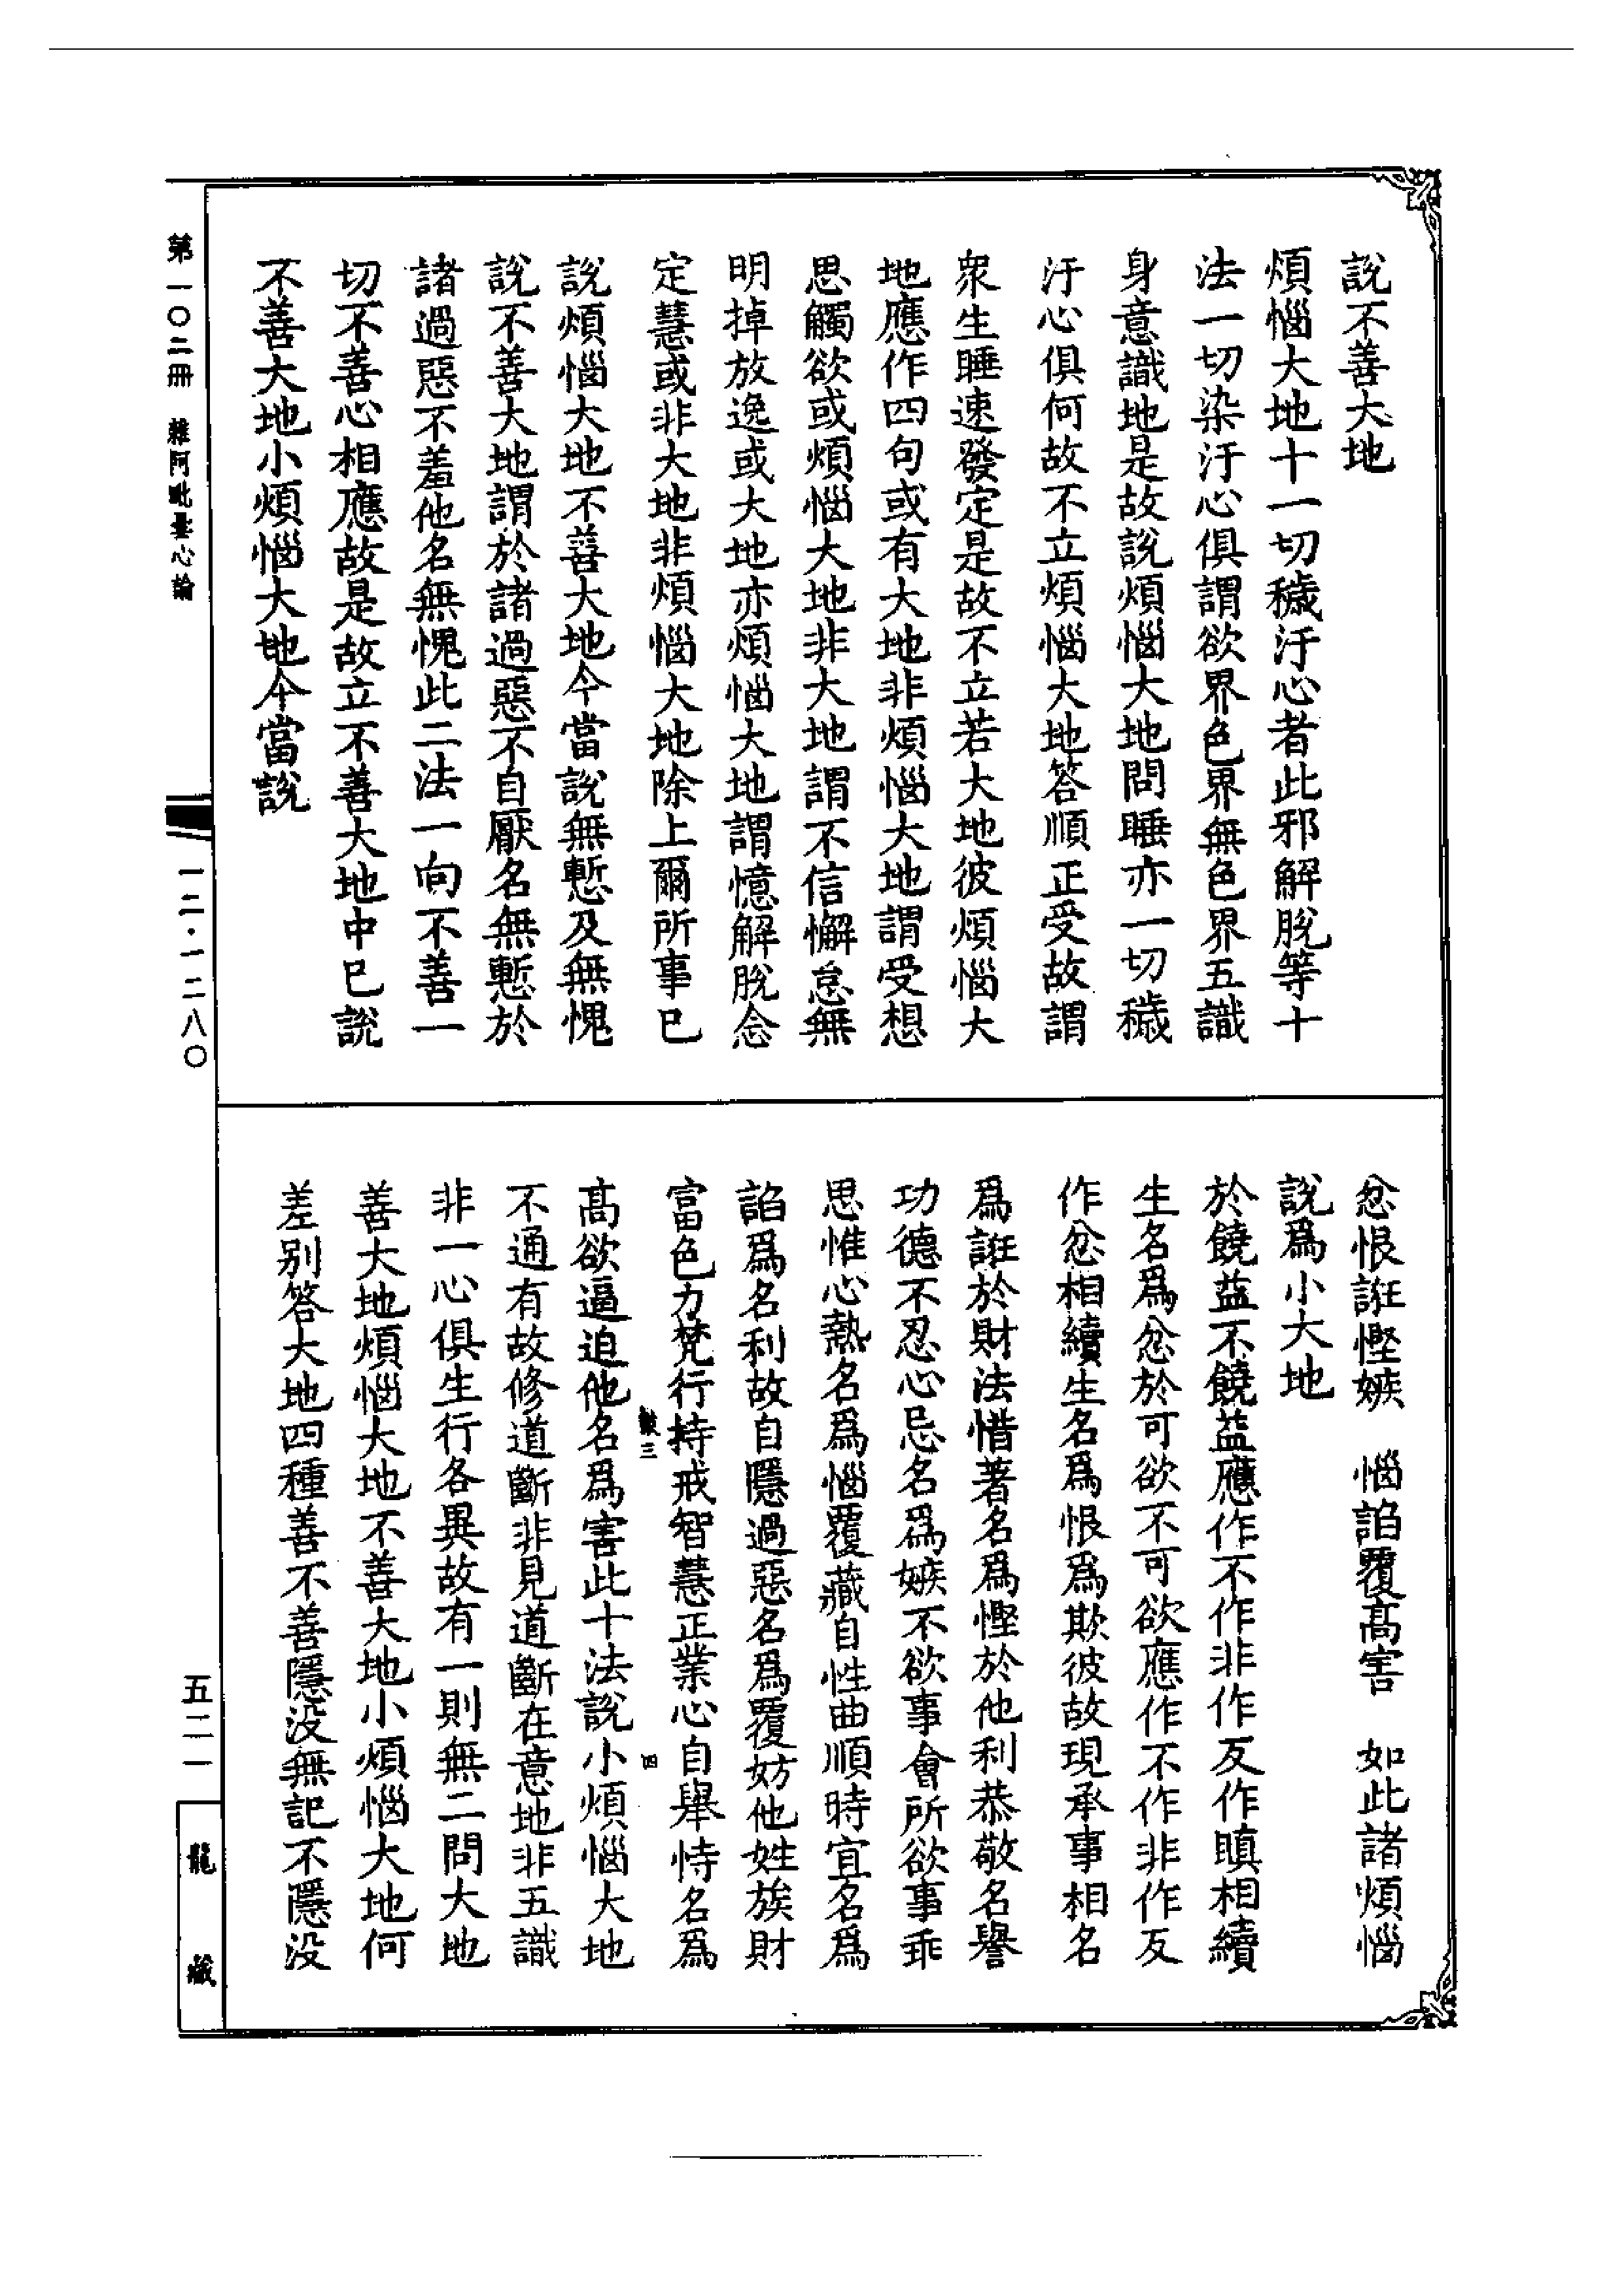 說不善大地
煩惱大地十一切穢汙心者此邪解脫等十
法一切染汙心俱謂欲界色界無色界五識
身意識地是故說煩惱大地問睡亦一切穢
汙心俱何故不立煩惱大地答順正受故謂
衆生睡速發定是故不立若大地彼煩惱大
地應作四句或有大地非煩惱大地謂受想
思觸欲或煩惱大地非大地謂不信懈怠無
明掉放逸或大地亦煩惱大地謂憶解脫念
定慧或非大地非煩惱大地除上爾所事已
說煩惱大地不善大地今當說無慙及無愧
說不善大地謂於諸過惡不自厭名無慙於
諸過惡不羞他名無愧此二法一向不善一
切不善心相應故是故立不善大地中已說
不善大地小煩惱大地今當說
忿恨誑慳嫉　惱諂覆高害　如此諸煩惱
說爲小大地
於饒益不饒益應作不作非作反作瞋相續
生名爲忿於可欲不可欲應作不作非作反
作忿相續生名爲恨爲欺彼故現承事相名
爲誑於財法惜著名爲慳於他利恭敬名譽
功德不忍心忌名爲嫉不欲事會所欲事乖
思惟心熱名爲惱覆藏自性曲順時宜名爲
諂爲名利故自隱過惡名爲覆妨他姓族財
富色力梵行持戒智慧正業心自舉恃名爲
三　四
高欲逼迫他名爲害此十法說小煩惱大地
不通有故修道斷非見道斷在意地非五識
非一心俱生行各異故有一則無二問大地
善大地煩惱大地不善大地小煩惱大地何
差别答大地四種善不善隱没無記不隱没
第一〇二冊　雜阿毗曇心論
一二·一二八〇
五二一
龍藏